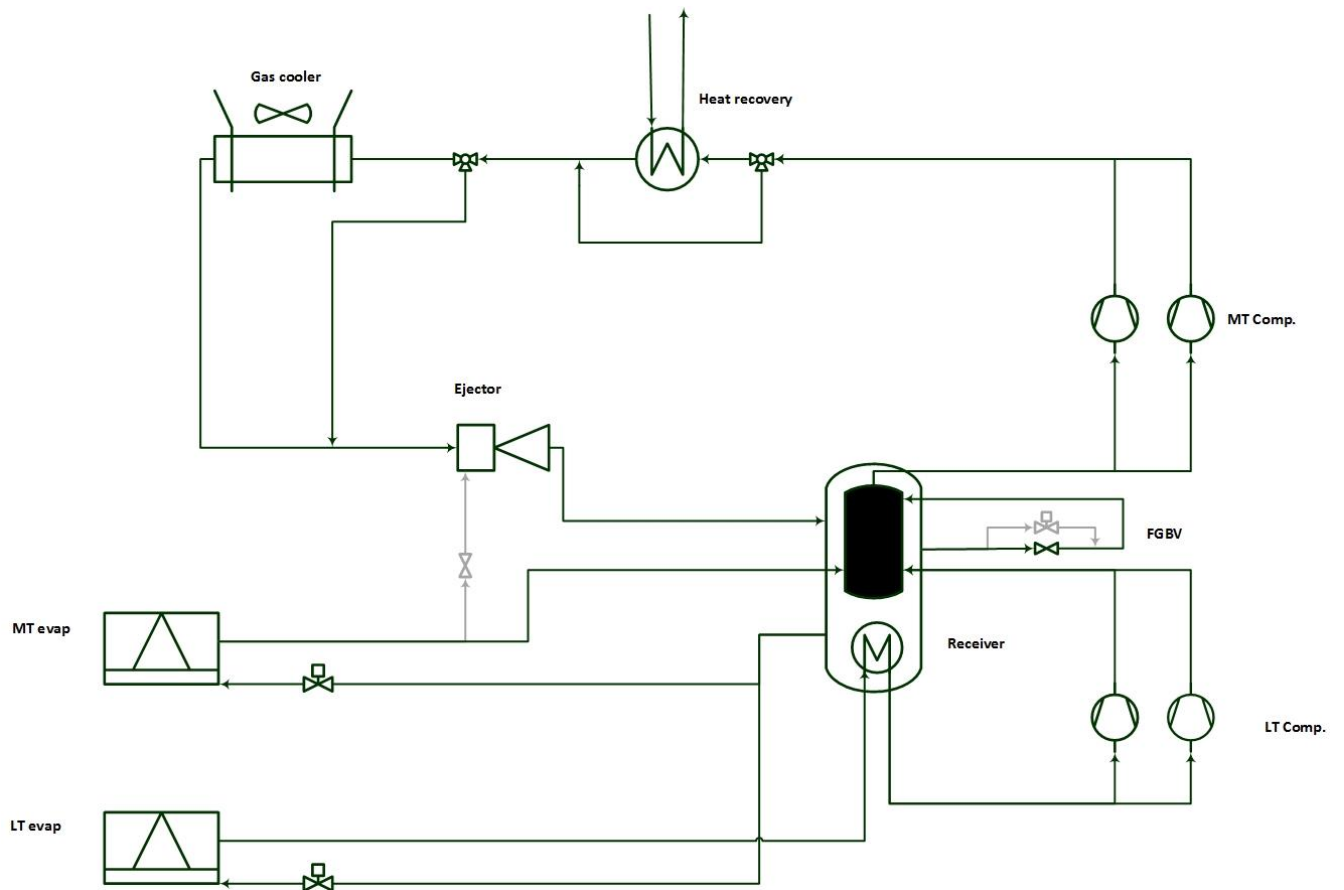 Gas cooler
Heat recovery
MT Comp.
Ejector
FGBV
MT evap
Receiver
LT Comp.
LT evap